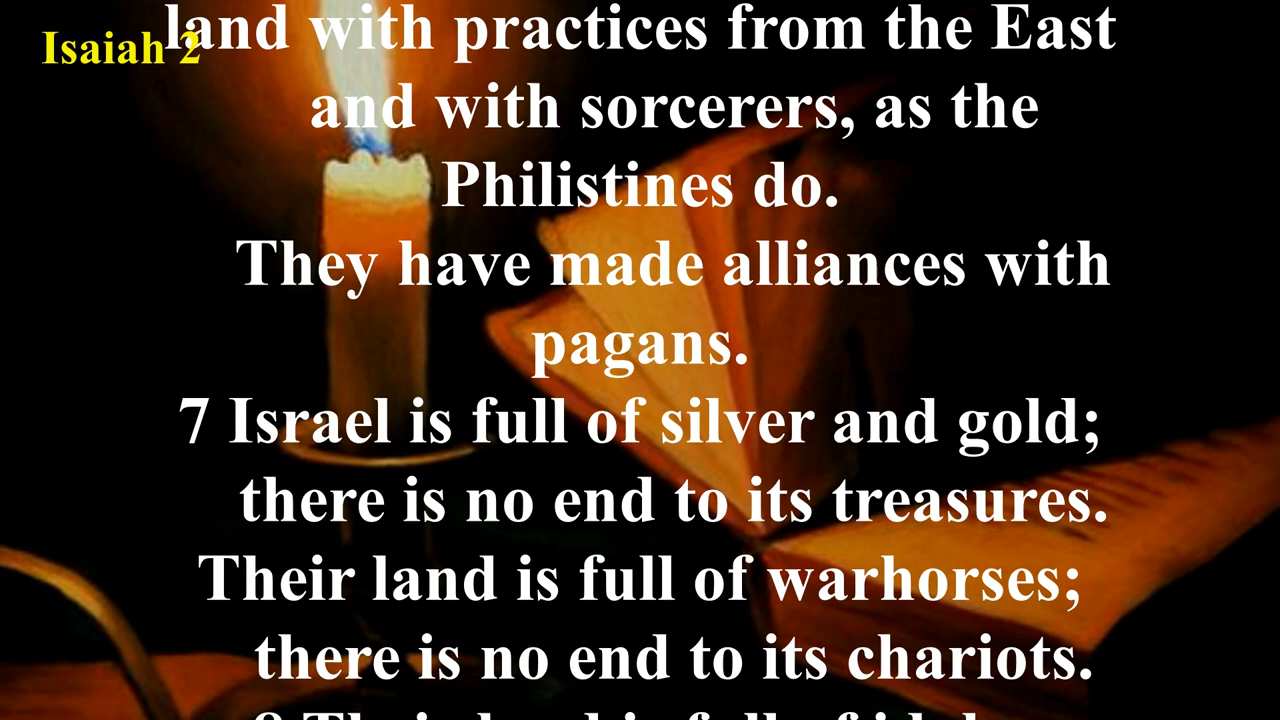 Isaiah 2
land with practices from the East
and with sorcerers, as the
Philistines do.
They have made alliances with
pagans.
7 Israel is full of silver and gold;
there is no end to its treasures.
Their land is full of warhorses;
there is no end to its chariots.